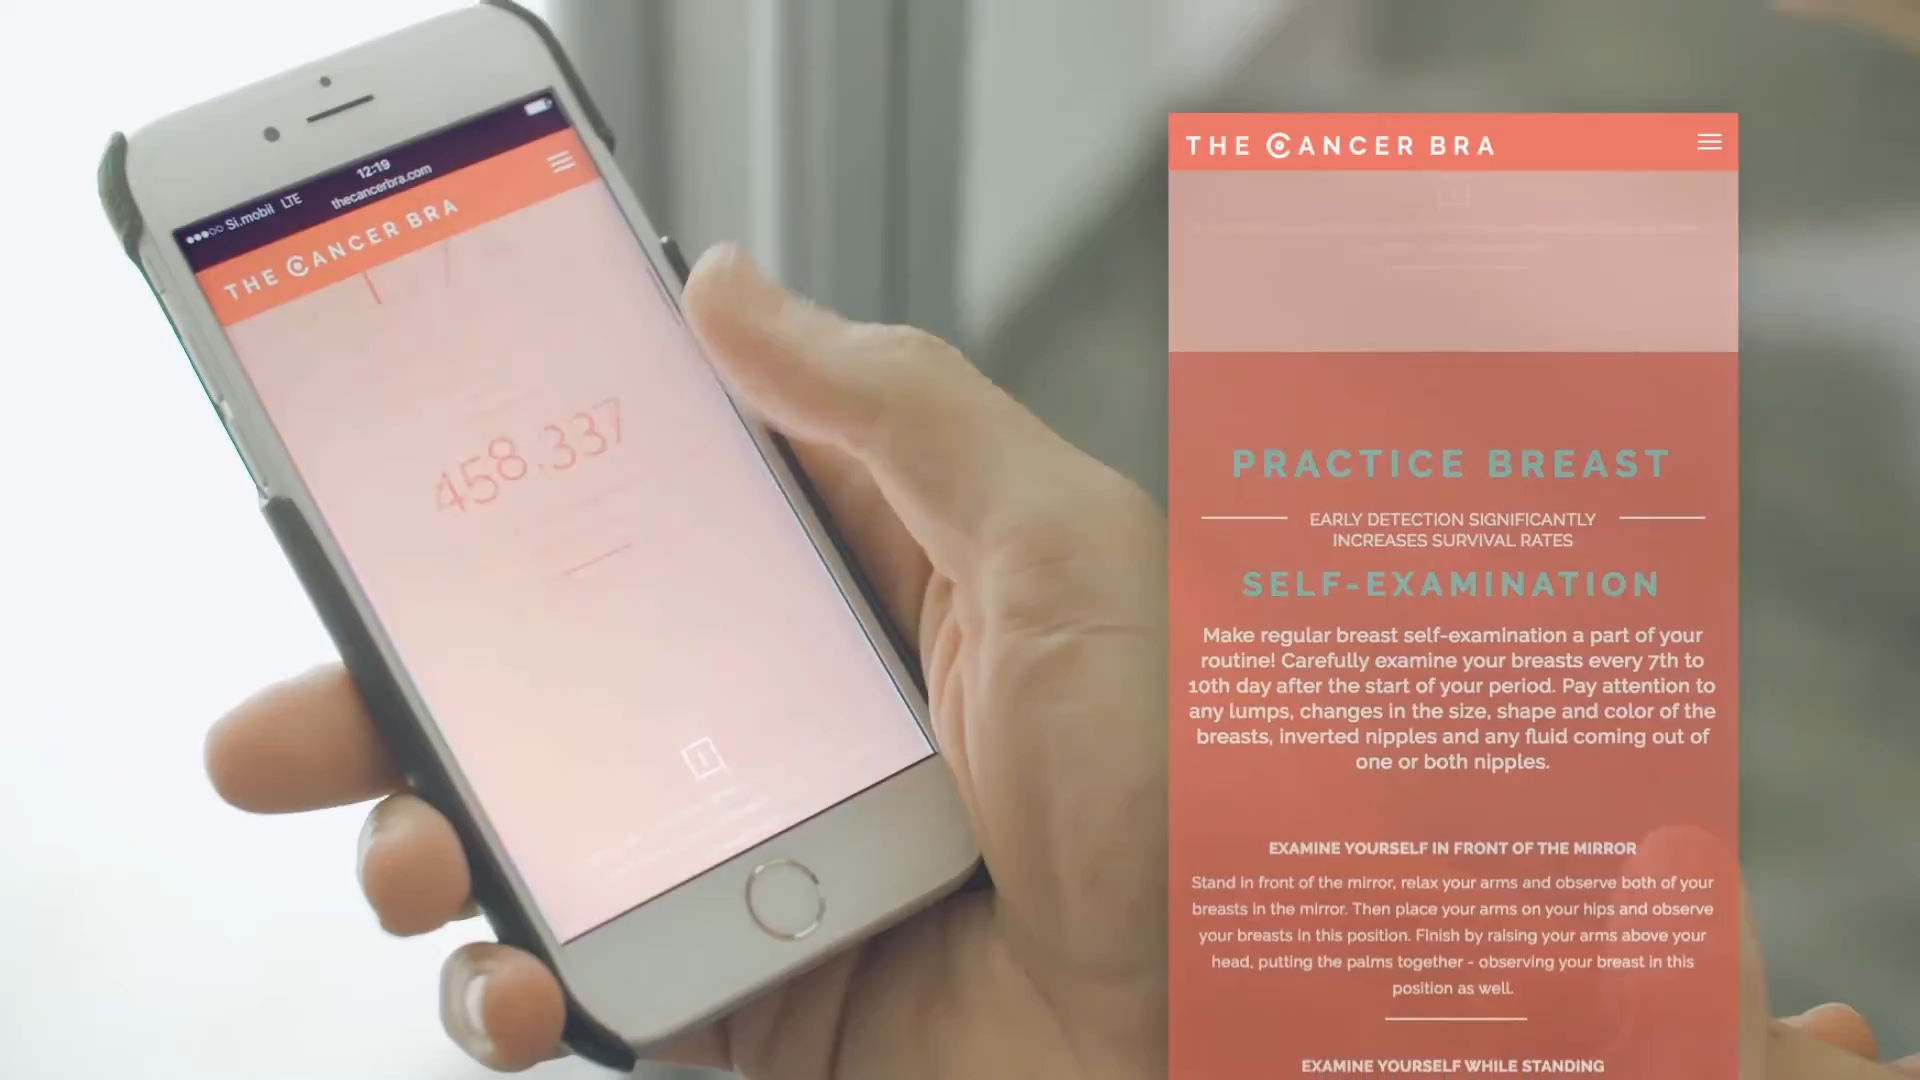 12:19
Si.mobil LTE
thecancerbra.com
THE CANCER BRA
458.337
THE CANCER BRA
PRACTICE BREAST
EARLY DETECTION SIGNIFICANTLY
INCREASES SURVIVAL RATES
SELF-EXAMINATION
Make regular breast self-examination a part of your
routine! Carefully examine your breasts every 7th to
10th day after the start of your period. Pay attention to
any lumps, changes in the size, shape and color of the
breasts, inverted nipples and any fluid coming out of
one or both nipples.
EXAMINE YOURSELF IN FRONT OF THE MIRROR
Stand in front of the mirror, relax your arms and observe both of your
breasts in the mirror. Then place your arms on your hips and observe
your breasts in this position. Finish by raising your arms above your
head, putting the palms together - observing your breast in this
position as well.
EXAMINE YOURSELF WHILE STANDING